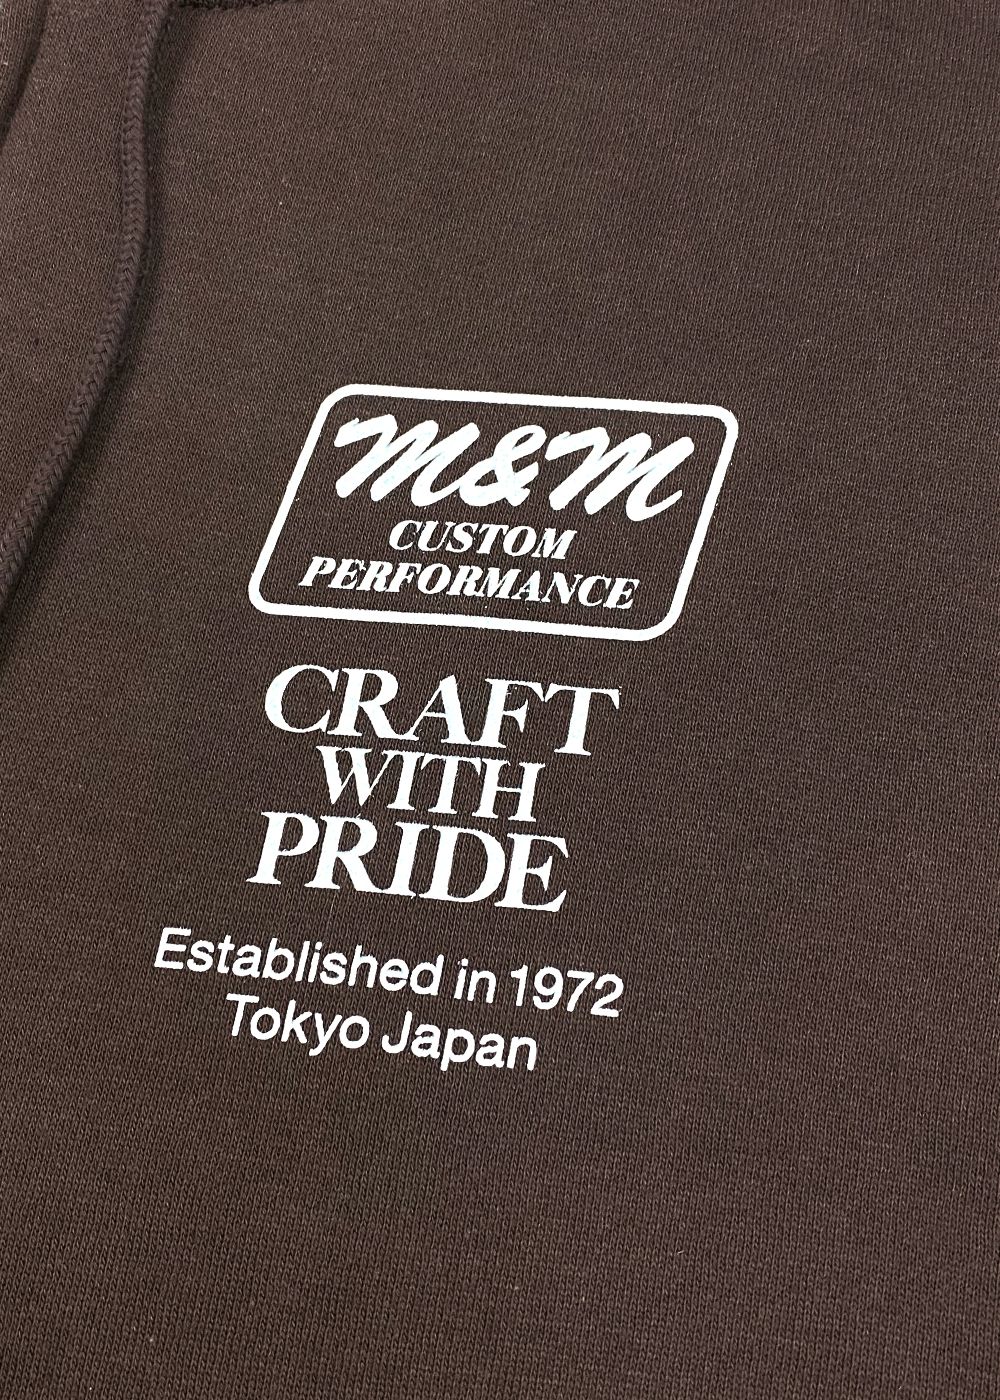 M&M
CUSTOM
PERFORMANCE
CRAFT
WITH
PRIDE
Established in 1972
Tokyo Japan